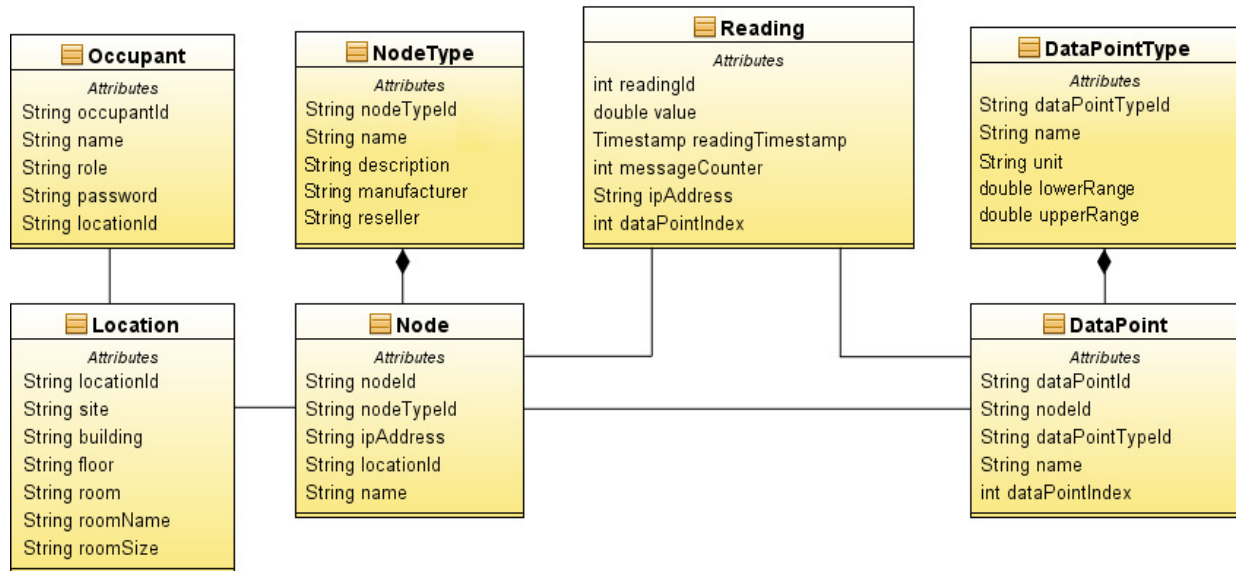 Occupant
Attributes
String occupantId
String name
String role
String password
String locationId
NodeType
Attributes
String nodeTypeId
String name
String description
String manufacturer
String reseller
Reading
Attributes
int readingId
double value
Timestamp readingTimestamp
int messageCounter
String ipAddress
int dataPointIndex
DataPointType
Attributes
String dataPointTypeId
String name
String unit
double lowerRange
double upperRange
Location
Attributes
String locationId
String site
String building
String floor
String room
String roomName
String roomSize
Node
Attributes
String nodeId
String nodeTypeId
String ipAddress
String locationId
String name
DataPoint
Attributes
String dataPointId
String nodeId
String dataPointTypeId
String name
int dataPointIndex